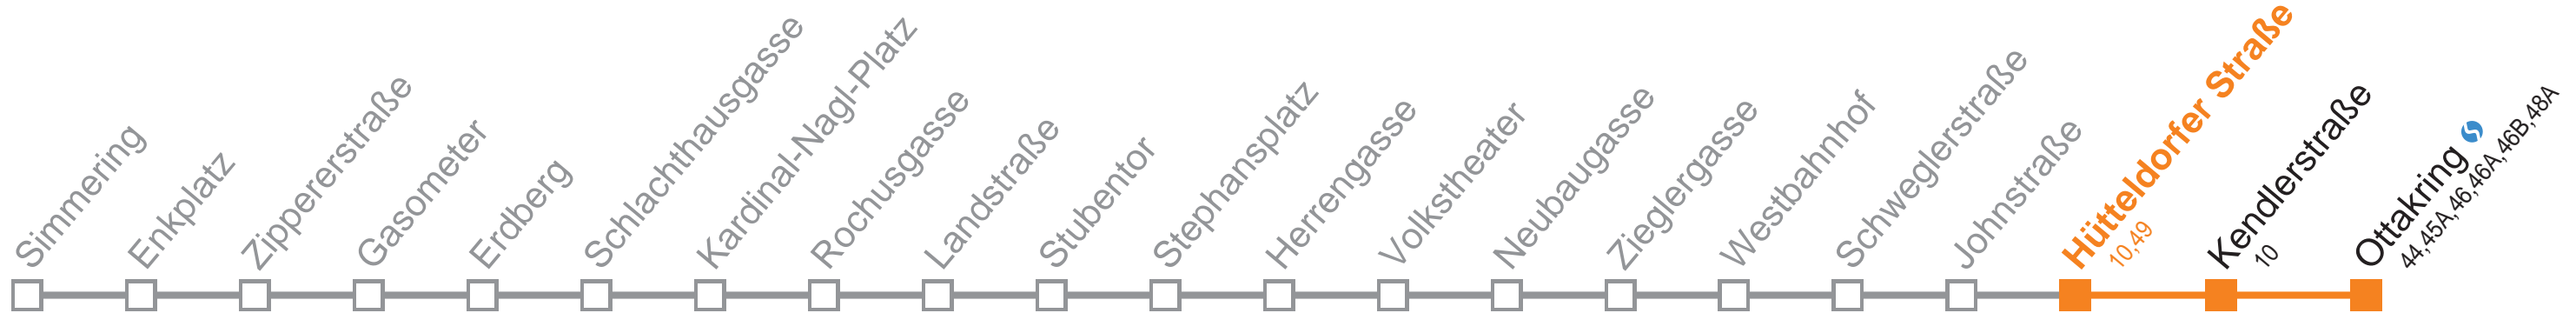 Simmering
Enkplatz
Zippererstraße
Gasometer
Erdberg
Schlachthausgasse
Kardinal-Nagl-Platz
Rochusgasse
Landstraße
Stubentor
Stephansplatz
Herrengasse
Volkstheater
Neubaugasse
Zieglergasse
Westbahnhof
Schweglerstraße
Johnstraße
Hütteldorfer Straße
10,49
Kendlerstraße
10
Ottakring
44,45A,46,46A,46B,48A